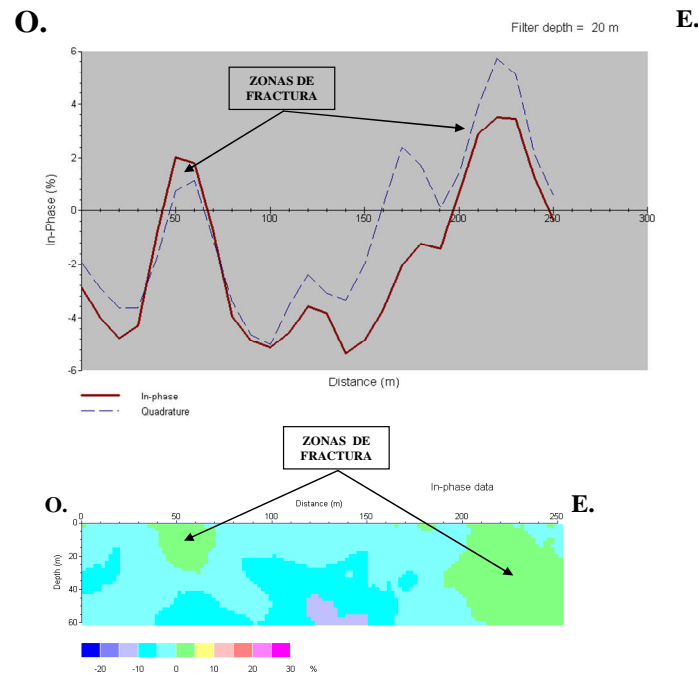 O.
Filter depth = 20 m
E.
ZONAS DE
FRACTURA
In-Phase (%)
6
4
2
0
-2
-4
-6
50
100
150
200
250
300
Distance (m)
In-phase
Quadrature
ZONAS DE
FRACTURA
In-phase data
O.
Distance (m)
E.
0
50
100
150
200
250
Depth (m)
0
20
40
60
-20
-10
0
10
20
30
%